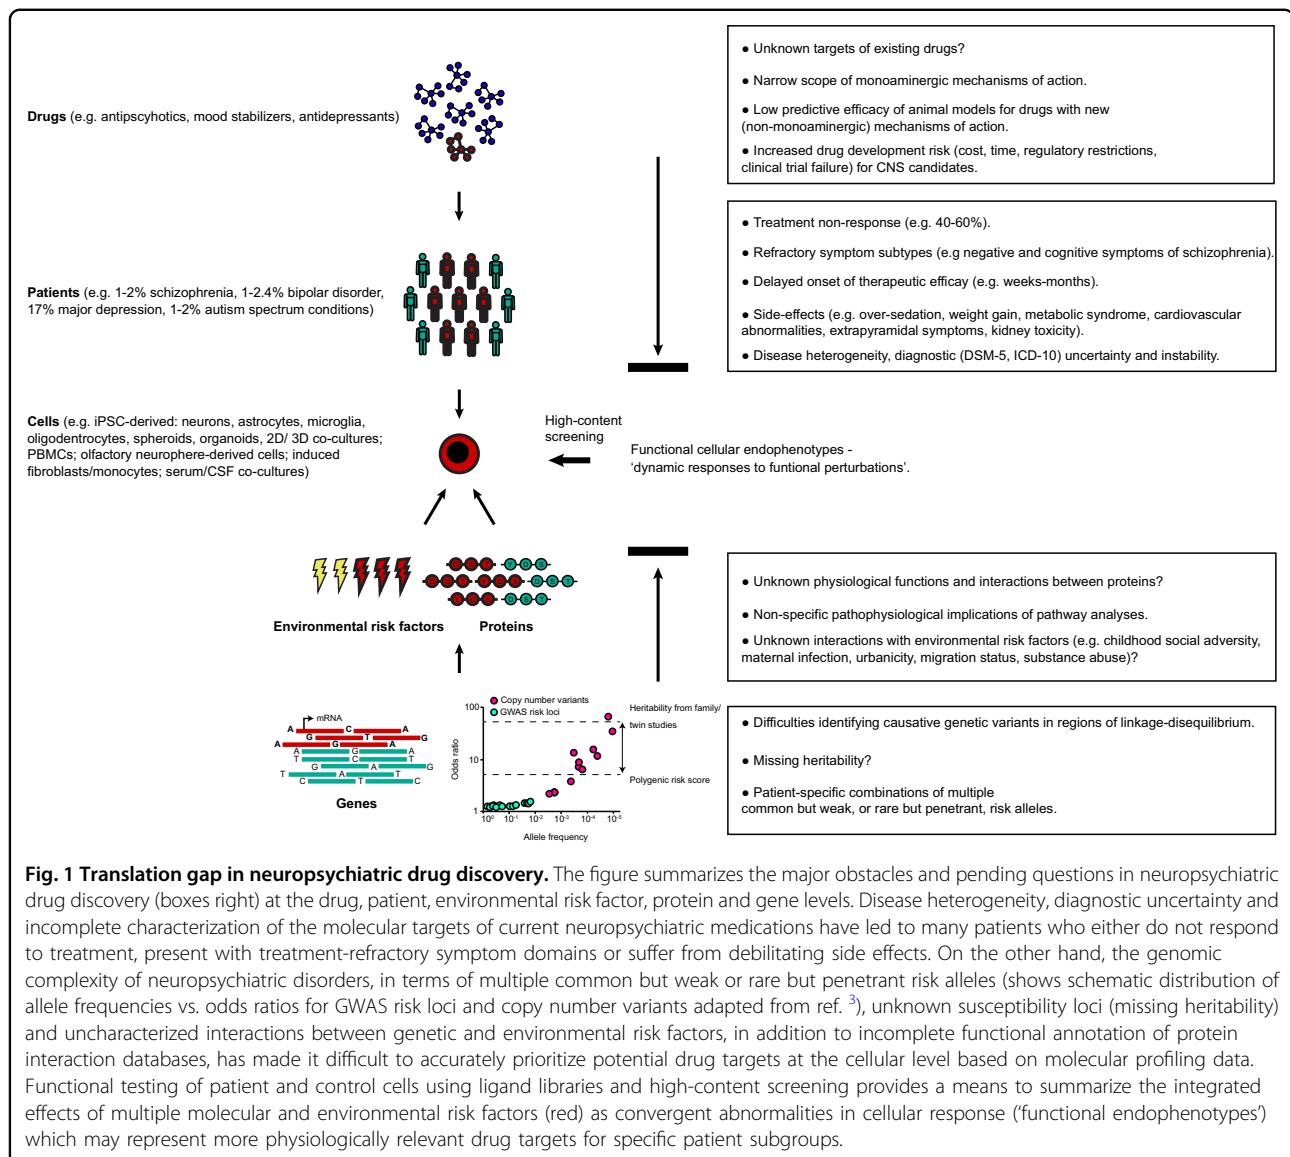 Drugs (e.g. antipscyhotics, mood stabilizers, antidepressants)
● Unknown targets of existing drugs?
● Narrow scope of monoaminergic mechanisms of action.
● Low predictive efficacy of animal models for drugs with new
(non-monoaminergic) mechanisms of action.
● Increased drug development risk (cost, time, regulatory restrictions,
clinical trial failure) for CNS candidates.
Patients (e.g. 1-2% schizophrenia, 1-2.4% bipolar disorder,
17% major depression, 1-2% autism spectrum conditions)
● Treatment non-response (e.g. 40-60%).
● Refractory symptom subtypes (e.g negative and cognitive symptoms of schizophrenia).
● Delayed onset of therapeutic efficay (e.g. weeks-months).
● Side-effects (e.g. over-sedation, weight gain, metabolic syndrome, cardiovascular
abnormalities, extrapyramidal symptoms, kidney toxicity).
● Disease heterogeneity, diagnostic (DSM-5, ICD-10) uncertainty and instability.
Cells (e.g. iPSC-derived: neurons, astrocytes, microglia,
oligodentrocytes, spheroids, organoids, 2D/ 3D co-cultures;
PBMCs; olfactory neurophere-derived cells; induced
fibroblasts/monocytes; serum/CSF co-cultures)
High-content
screening
Functional cellular endophenotypes -
‘dynamic responses to funtional perturbations’.
Y D S
D S T
D S T
Environmental risk factors
Proteins
● Unknown physiological functions and interactions between proteins?
● Non-specific pathophysiological implications of pathway analyses.
● Unknown interactions with environmental risk factors (e.g. childhood social adversity,
maternal infection, urbanicity, migration status, substance abuse)?
mRNA
A C A
G T G
A G A
A G A
T C T
G A G
T A T
C T C
Genes
Copy number variants
GWAS risk loci
Odds ratio
100
10
1
10⁰ 10⁻¹ 10⁻² 10⁻³ 10⁻⁴ 10⁻⁵
Allele frequency
Heritability from family/
twin studies
Polygenic risk score
● Difficulties identifying causative genetic variants in regions of linkage-disequilibrium.
● Missing heritability?
● Patient-specific combinations of multiple
common but weak, or rare but penetrant, risk alleles.
Fig. 1 Translation gap in neuropsychiatric drug discovery. The figure summarizes the major obstacles and pending questions in neuropsychiatric
drug discovery (boxes right) at the drug, patient, environmental risk factor, protein and gene levels. Disease heterogeneity, diagnostic uncertainty and
incomplete characterization of the molecular targets of current neuropsychiatric medications have led to many patients who either do not respond
to treatment, present with treatment-refractory symptom domains or suffer from debilitating side effects. On the other hand, the genomic
complexity of neuropsychiatric disorders, in terms of multiple common but weak or rare but penetrant risk alleles (shows schematic distribution of
allele frequencies vs. odds ratios for GWAS risk loci and copy number variants adapted from ref. ³), unknown susceptibility loci (missing heritability)
and uncharacterized interactions between genetic and environmental risk factors, in addition to incomplete functional annotation of protein
interaction databases, has made it difficult to accurately prioritize potential drug targets at the cellular level based on molecular profiling data.
Functional testing of patient and control cells using ligand libraries and high-content screening provides a means to summarize the integrated
effects of multiple molecular and environmental risk factors (red) as convergent abnormalities in cellular response (‘functional endophenotypes’)
which may represent more physiologically relevant drug targets for specific patient subgroups.